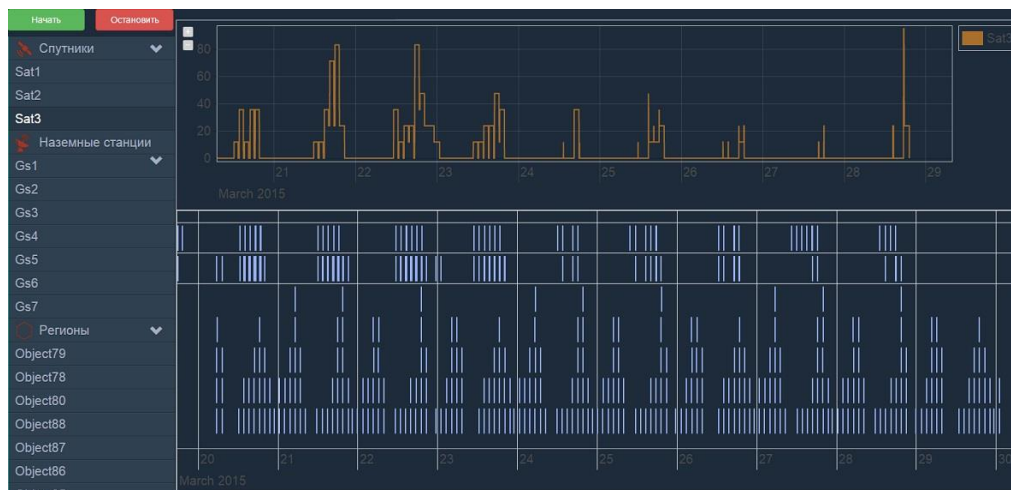 Начать
Остановить
Спутники
Sat1
Sat2
Sat3
Наземные станции
Gs1
Gs2
Gs3
Gs4
Gs5
Gs6
Gs7
Регионы
Object79
Object78
Object80
Object88
Object87
Object86
80
60
40
20
0
21 22 23 24 25 26 27 28 29
March 2015
Sat3
20 21 22 23 24 25 26 27 28 29 30
March 2015